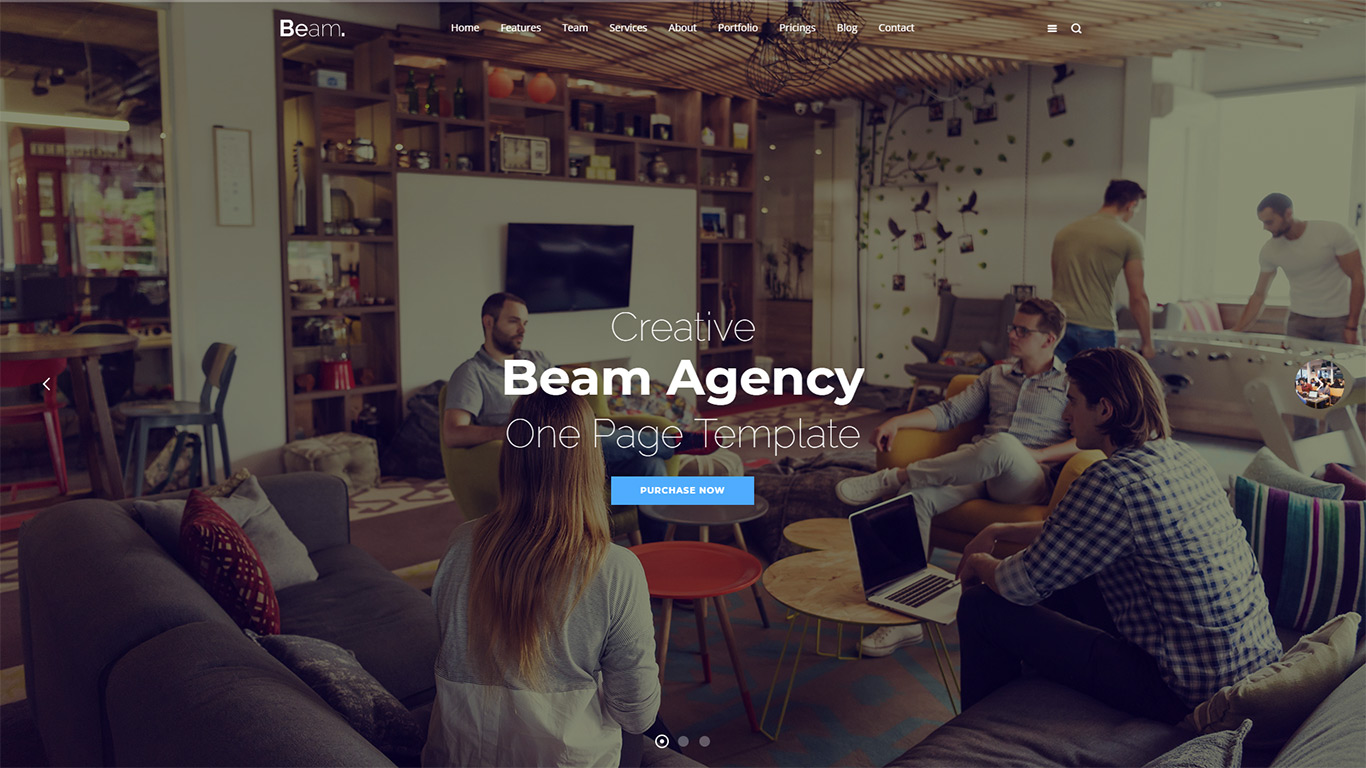 Beam.
Home Features Team Services About Portfolio Pricings Blog Contact
Creative
Beam Agency
One Page Template
PURCHASE NOW